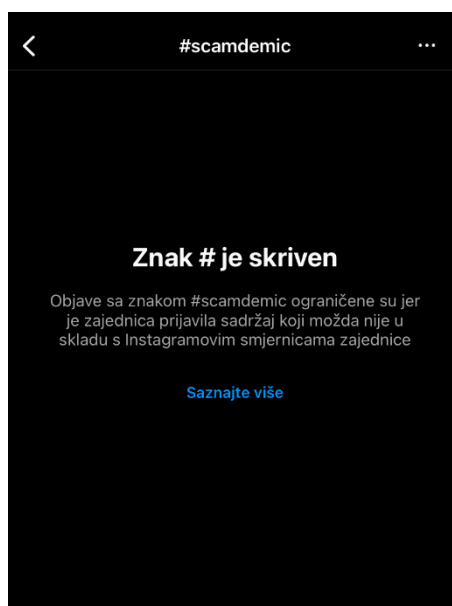 #scamdemic
Znak # je skriven
Objave sa znakom #scamdemic ograničene su jer
je zajednica prijavila sadržaj koji možda nije u
skladu s Instagramovim smjernicama zajednice
Saznajte više